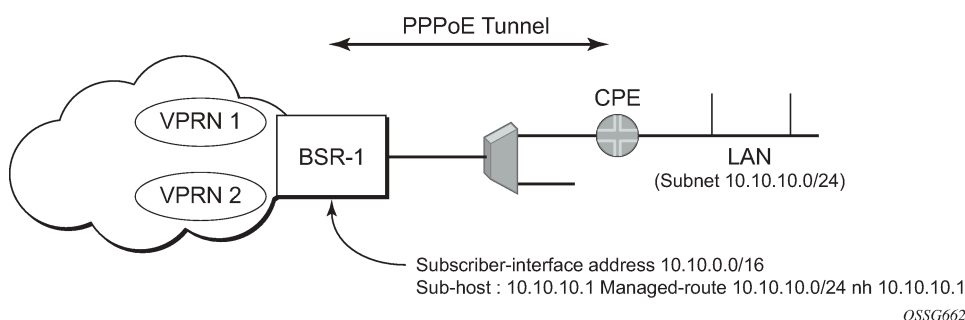 PPPoE Tunnel
CPE
VPRN 1
BSR-1
VPRN 2
LAN
(Subnet 10.10.10.0/24)
Subscriber-interface address 10.10.0.0/16
Sub-host : 10.10.10.1 Managed-route 10.10.10.0/24 nh 10.10.10.1
OSSG662